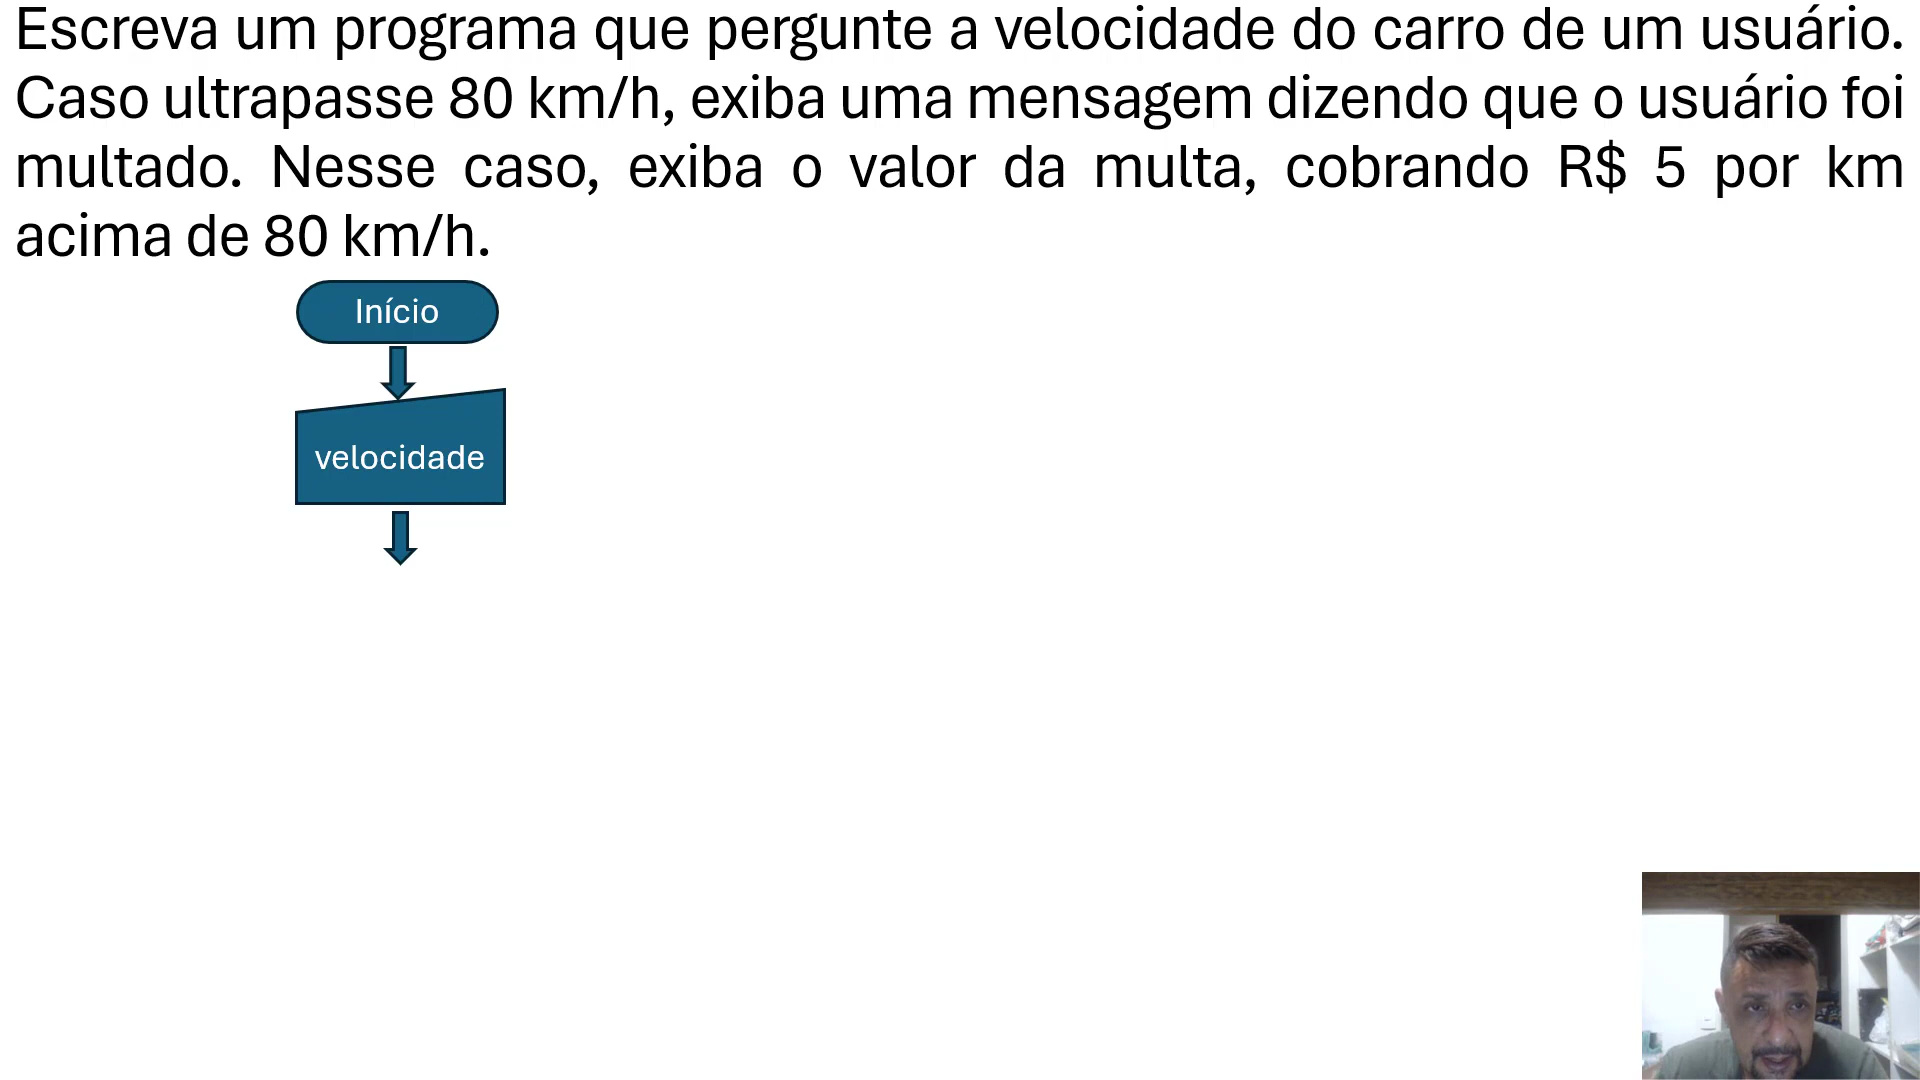 Escreva um programa que pergunte a velocidade do carro de um usuário.
Caso ultrapasse 80 km/h, exiba uma mensagem dizendo que o usuário foi
multado. Nesse caso, exiba o valor da multa, cobrando R$ 5 por km
acima de 80 km/h.
Início
velocidade